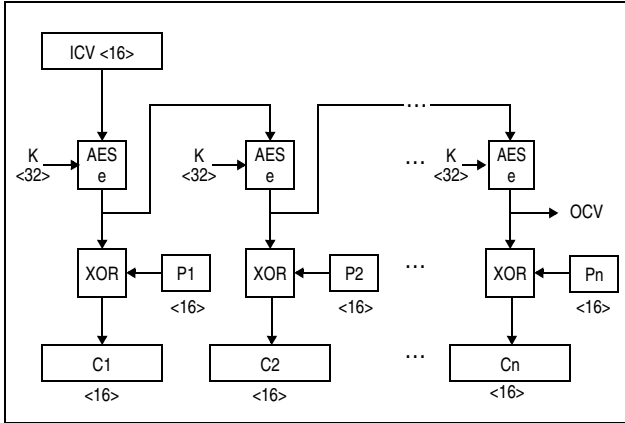 ICV <16>
...
K
<32>
AES
e
K
<32>
AES
e
...
K
<32>
AES
e
OCV
XOR
P1
<16>
XOR
P2
<16>
...
XOR
Pn
<16>
C1
<16>
C2
<16>
...
Cn
<16>